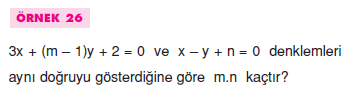 ÖRNEK 26
3x + (m – 1)y + 2 = 0 ve x – y + n = 0 denklemleri
aynı doğruyu gösterdiğine göre m.n kaçtır?